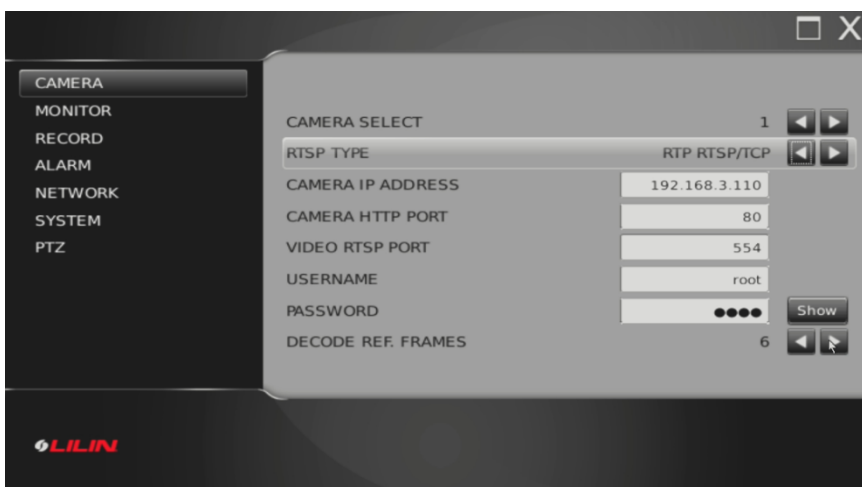 X
CAMERA
MONITOR
RECORD
ALARM
NETWORK
SYSTEM
PTZ
CAMERA SELECT 1
RTSP TYPE RTP RTSP/TCP
CAMERA IP ADDRESS 192.168.3.110
CAMERA HTTP PORT 80
VIDEO RTSP PORT 554
USERNAME root
PASSWORD ●●●● Show
DECODE REF. FRAMES 6
LILIN